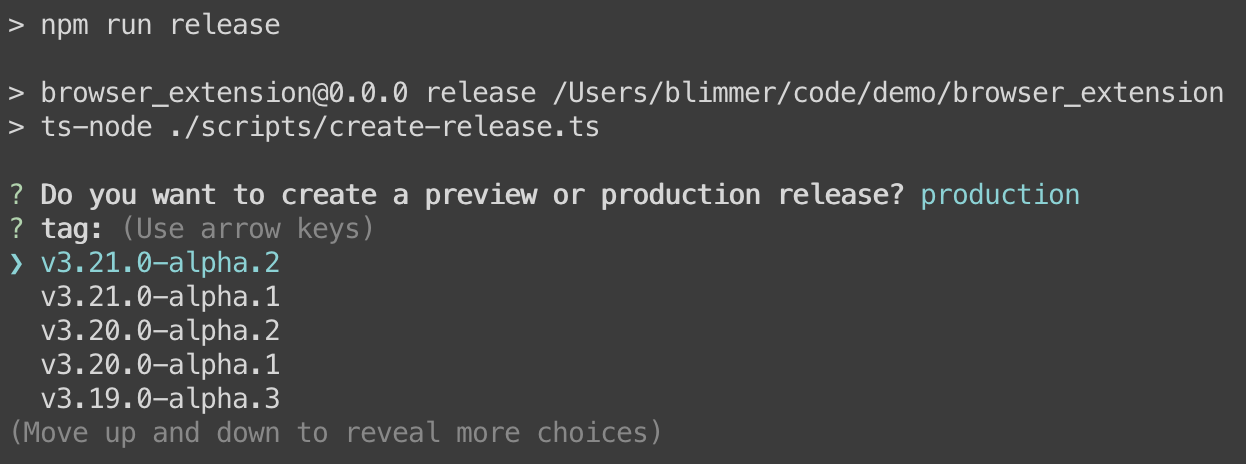 > npm run release
> browser_extension@0.0.0 release /Users/blimmer/code/demo/browser_extension
> ts-node ./scripts/create-release.ts
? Do you want to create a preview or production release? production
? tag: (Use arrow keys)
❯ v3.21.0-alpha.2
v3.21.0-alpha.1
v3.20.0-alpha.2
v3.20.0-alpha.1
v3.19.0-alpha.3
(Move up and down to reveal more choices)